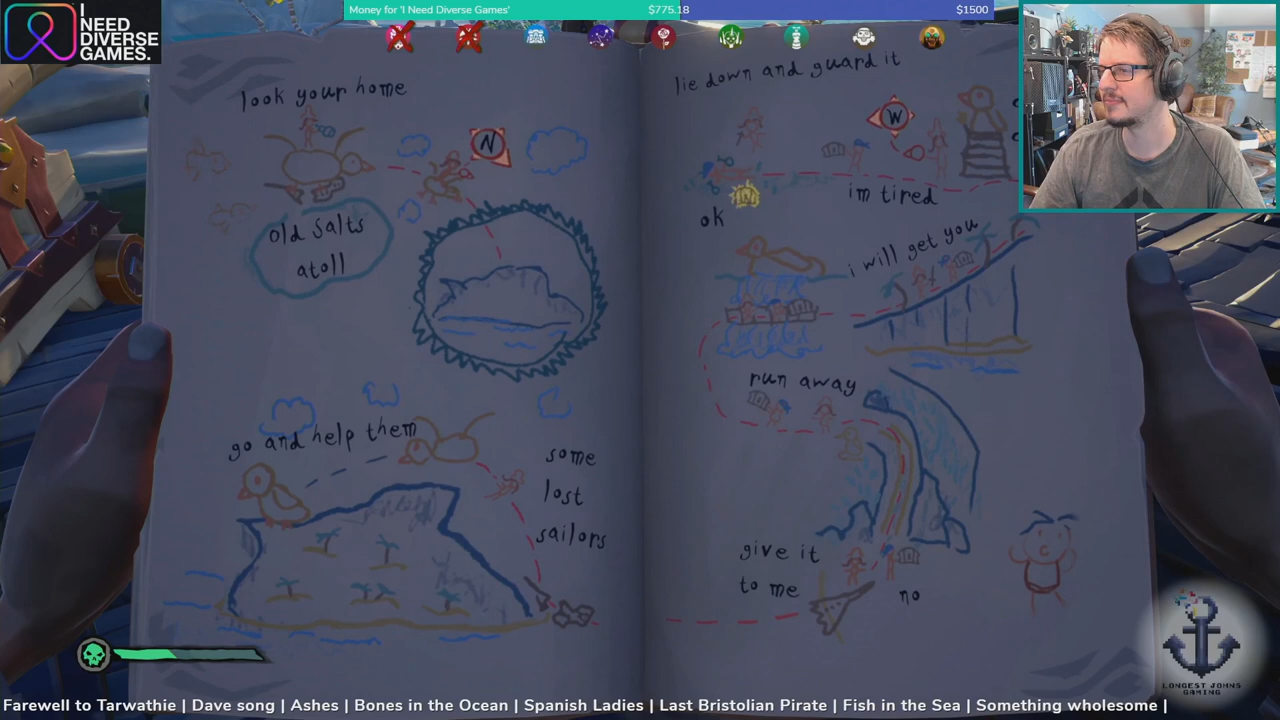 I
NEED
DIVERSE
GAMES.
Money for 'I Need Diverse Games'
$775.18
$1500
look your home
N
old salts
atoll
go and help them
some
lost
sailors
lie down and guard it
W
im tired
ok
i will get you
run away
give it
to me
no
LONGEST JOHNS
GAMING
Farewell to Tarwathie | Dave song | Ashes | Bones in the Ocean | Spanish Ladies | Last Bristolian Pirate | Fish in the Sea | Something wholesome |